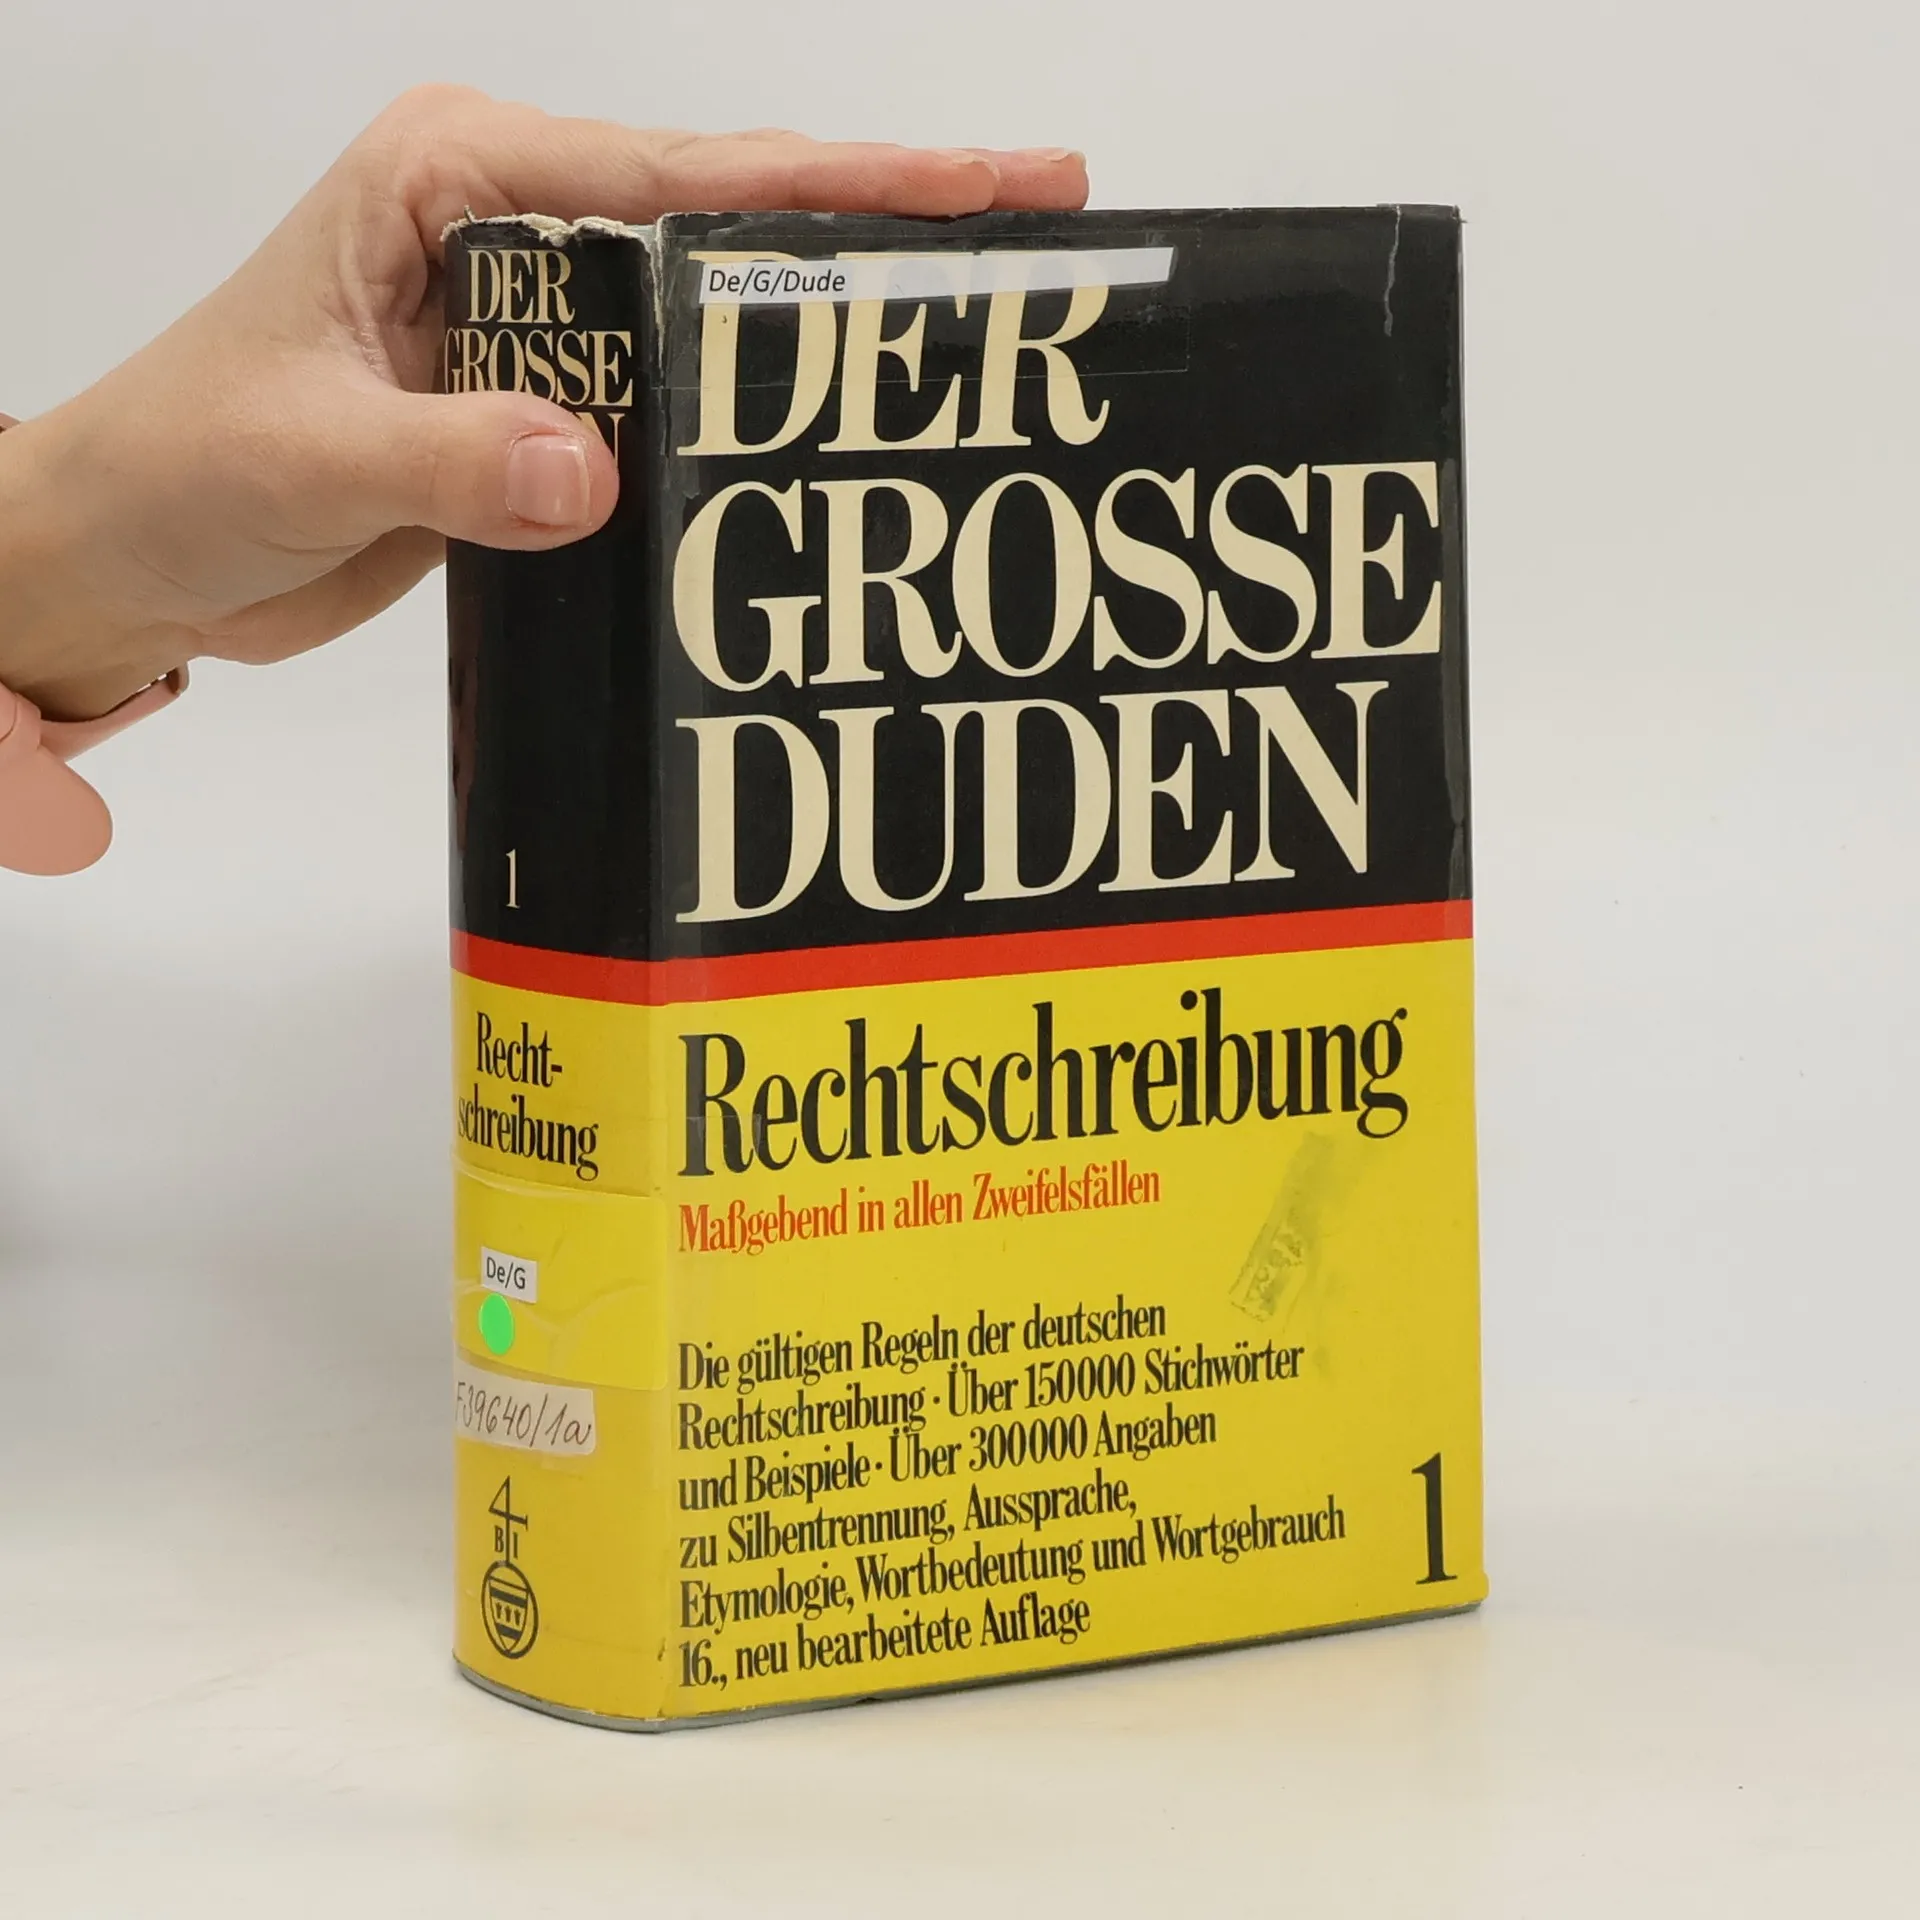 DER
GROSSE
N
1
Recht-
schreibung
De/G
F39640/1a
B I
De/G/Dude
DER
GROSSE
DUDEN
Rechtschreibung
Maßgebend in allen Zweifelsfällen
Die gültigen Regeln der deutschen
Rechtschreibung · Über 150000 Stichwörter
und Beispiele · Über 300000 Angaben
zu Silbentrennung, Aussprache,
Etymologie, Wortbedeutung und Wortgebrauch
16., neu bearbeitete Auflage
1